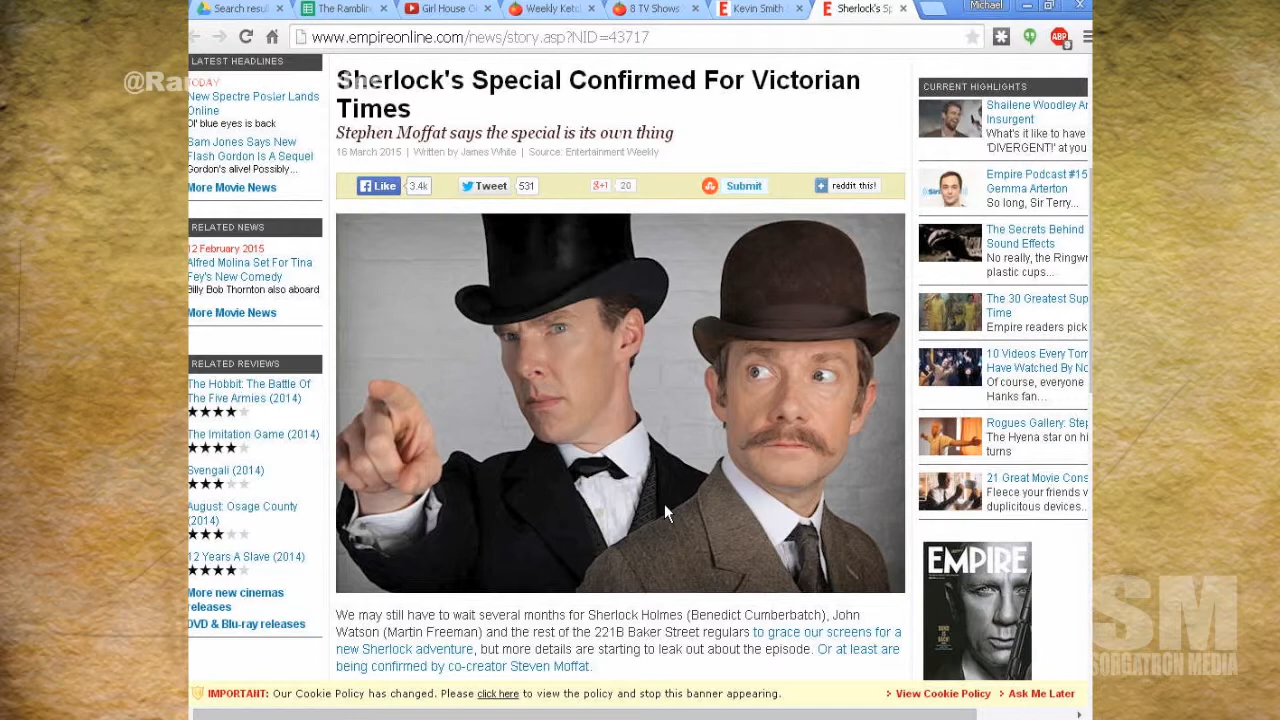 Search resu
The Ramblin
Girl House O
Weekly Ketc
8 TV Shows
Kevin Smith
Sherlock's Sp
Michael
www.empireonline.com/news/story.asp?NID=43717
ABP
9
@Ra
LATEST HEADLINES
TODAY
New Spectre Poster Lands
Online
Ol' blue eyes is back
Sam Jones Says New
Flash Gordon Is A Sequel
Gordon's alive! Possibly...
More Movie News
RELATED NEWS
12 February 2015
Alfred Molina Set For Tina
Fey's New Comedy
Billy Bob Thornton also aboard
More Movie News
RELATED REVIEWS
The Hobbit: The Battle Of
The Five Armies (2014)
The Imitation Game (2014)
Svengali (2014)
August: Osage County
(2014)
12 Years A Slave (2014)
More new cinemas
releases
DVD & Blu-ray releases
Sherlock's Special Confirmed For Victorian
Times
Stephen Moffat says the special is its own thing
16 March 2015 | Written by James White | Source: Entertainment Weekly
Like 3.4k Tweet 531 g+1 20 Submit reddit this!
We may still have to wait several months for Sherlock Holmes (Benedict Cumberbatch), John
Watson (Martin Freeman) and the rest of the 221B Baker Street regulars to grace our screens for a
new Sherlock adventure, but more details are starting to leak out about the episode. Or at least are
being confirmed by co-creator Steven Moffat.
CURRENT HIGHLIGHTS
Shailene Woodley An
Insurgent
What's it like to have
'DIVERGENT!' at you
Empire Podcast #15
Gemma Arterton
So long, Sir Terry...
The Secrets Behind
Sound Effects
No really, the Ringwr
plastic cups...
The 30 Greatest Sup
Time
Empire readers pick
10 Videos Every Tom
Have Watched By No
Of course, everyone
Hanks fan...
Rogues Gallery: Step
The Hyena star on hi
turns
21 Great Movie Cons
Fleece your friends v
duplicitous devices...
EMPIRE
BOND IS BACK!
SM
SORGATRON MEDIA
IMPORTANT: Our Cookie Policy has changed. Please click here to view the policy and stop this banner appearing.
> View Cookie Policy > Ask Me Later